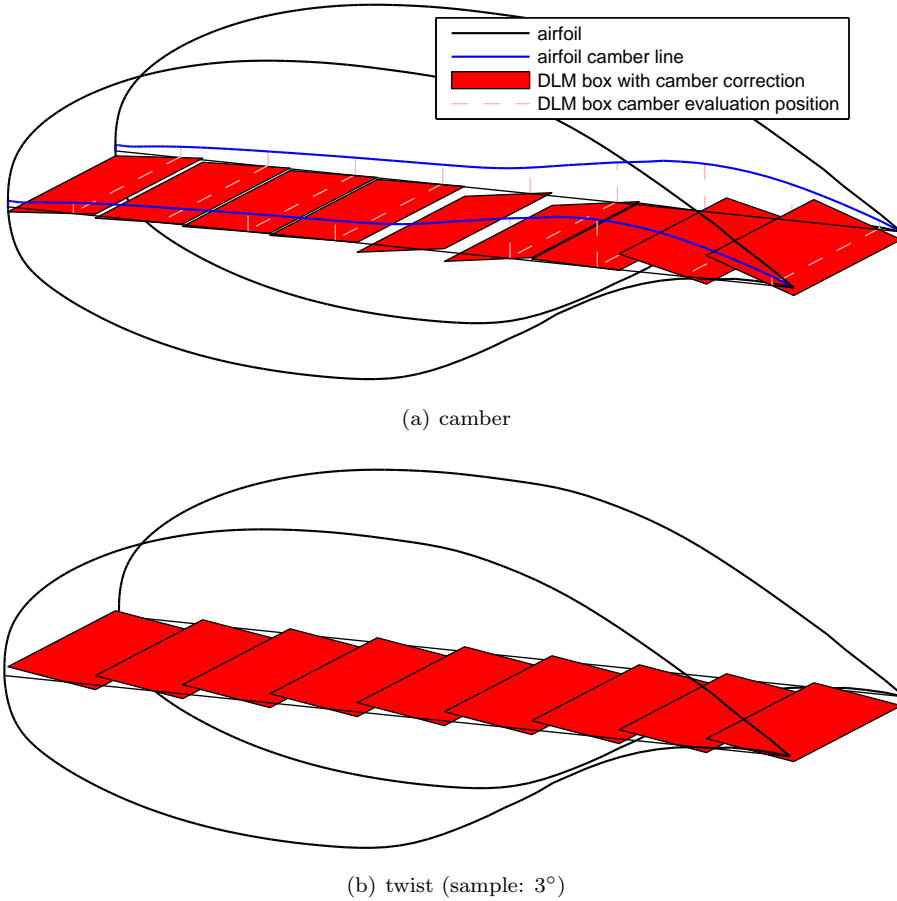 airfoil
airfoil camber line
DLM box with camber correction
DLM box camber evaluation position
(a) camber
(b) twist (sample: 3°)